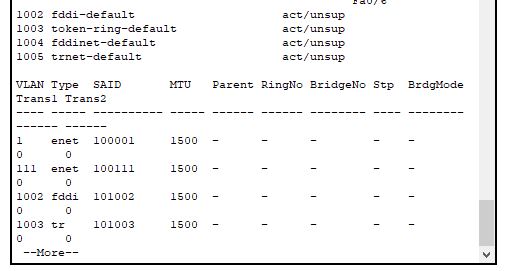 Fa0/6
1002 fddi-default                     act/unsup
1003 token-ring-default               act/unsup
1004 fddinet-default                  act/unsup
1005 trnet-default                    act/unsup
VLAN Type  SAID       MTU   Parent RingNo BridgeNo Stp  BrdgMode
Trans1 Trans2
---- ----- ---------- ----- ------ ------ -------- ---- --------
------ ------
1    enet  100001     1500  -      -      -        -    -
0      0
111  enet  100111     1500  -      -      -        -    -
0      0
1002 fddi  101002     1500  -      -      -        -    -
0      0
1003 tr    101003     1500  -      -      -        -    -
0      0
 --More--